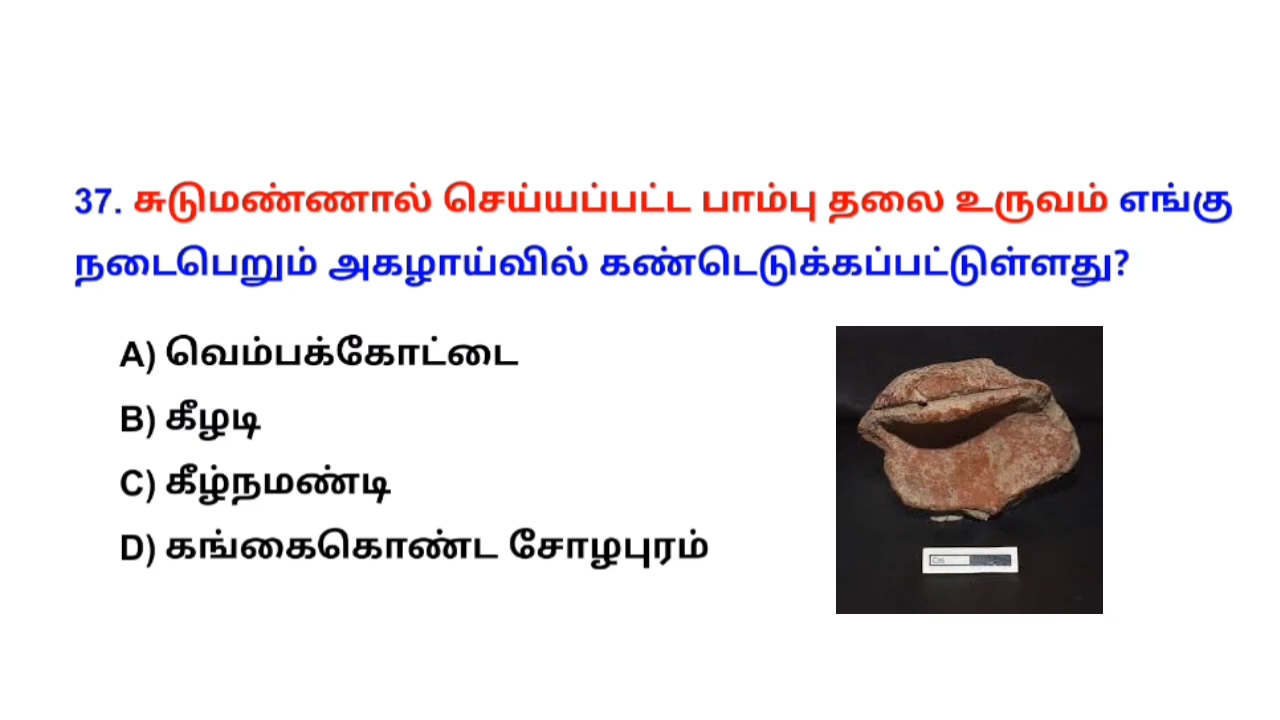 37. சுடுமண்ணால் செய்யப்பட்ட பாம்பு தலை உருவம் எங்கு
நடைபெறும் அகழாய்வில் கண்டெடுக்கப்பட்டுள்ளது?
A) வெம்பக்கோட்டை
B) கீழடி
C) கீழ்நமண்டி
D) கங்கைகொண்ட சோழபுரம்
Cm